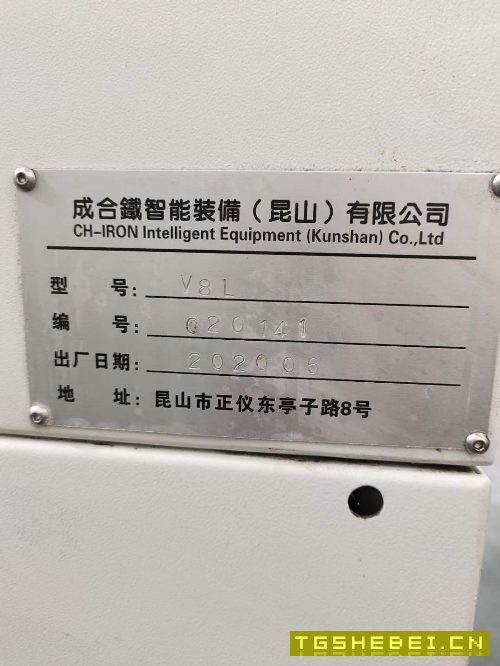 成合鐵智能裝備（昆山）有限公司
CH-IRON Intelligent Equipment (Kunshan) Co.,Ltd
型 号: V8L
编 号: 020141
出厂日期: 202006
地 址: 昆山市正仪东亭子路8号
TGSHEBEI.CN